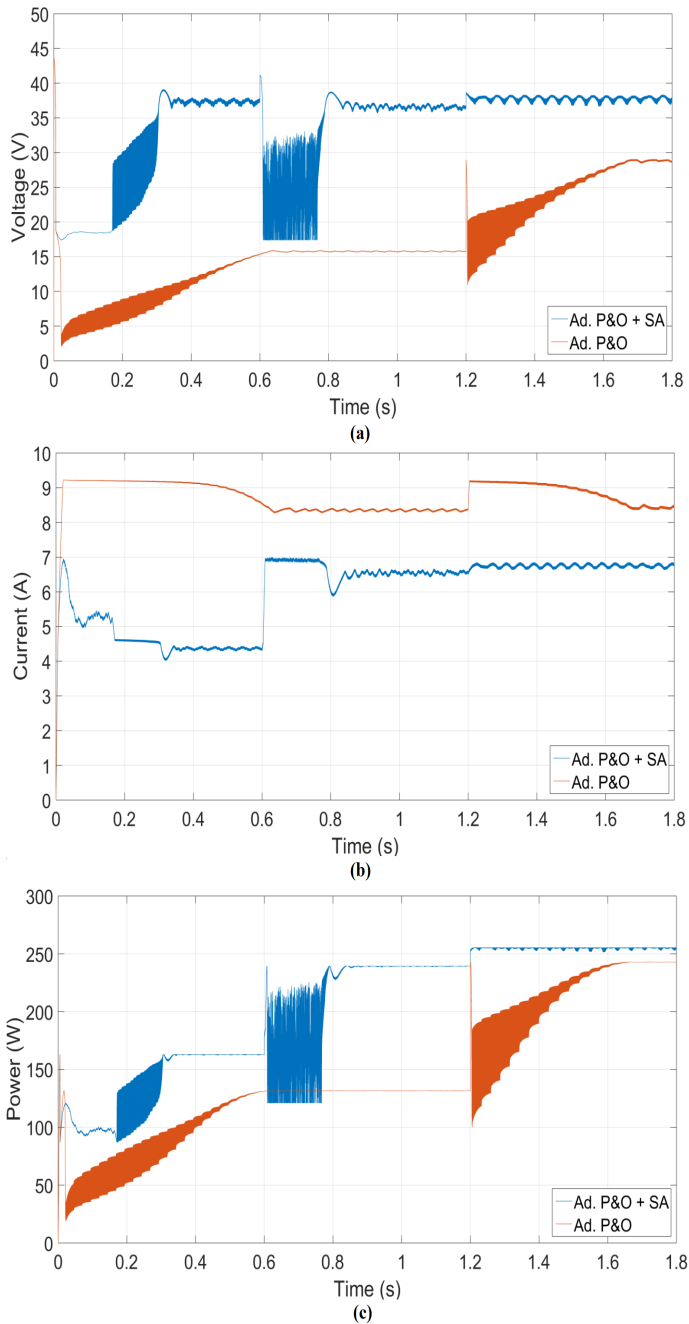 50
45
40
35
30
25
20
15
10
5
0
Voltage (V)
Ad. P&O + SA
Ad. P&O
0 0.2 0.4 0.6 0.8 1 1.2 1.4 1.6 1.8
Time (s)
(a)
10
9
8
7
6
5
4
3
2
1
0
Current (A)
Ad. P&O + SA
Ad. P&O
0 0.2 0.4 0.6 0.8 1 1.2 1.4 1.6 1.8
Time (s)
(b)
300
250
200
150
100
50
0
Power (W)
Ad. P&O + SA
Ad. P&O
0 0.2 0.4 0.6 0.8 1 1.2 1.4 1.6 1.8
Time (s)
(c)